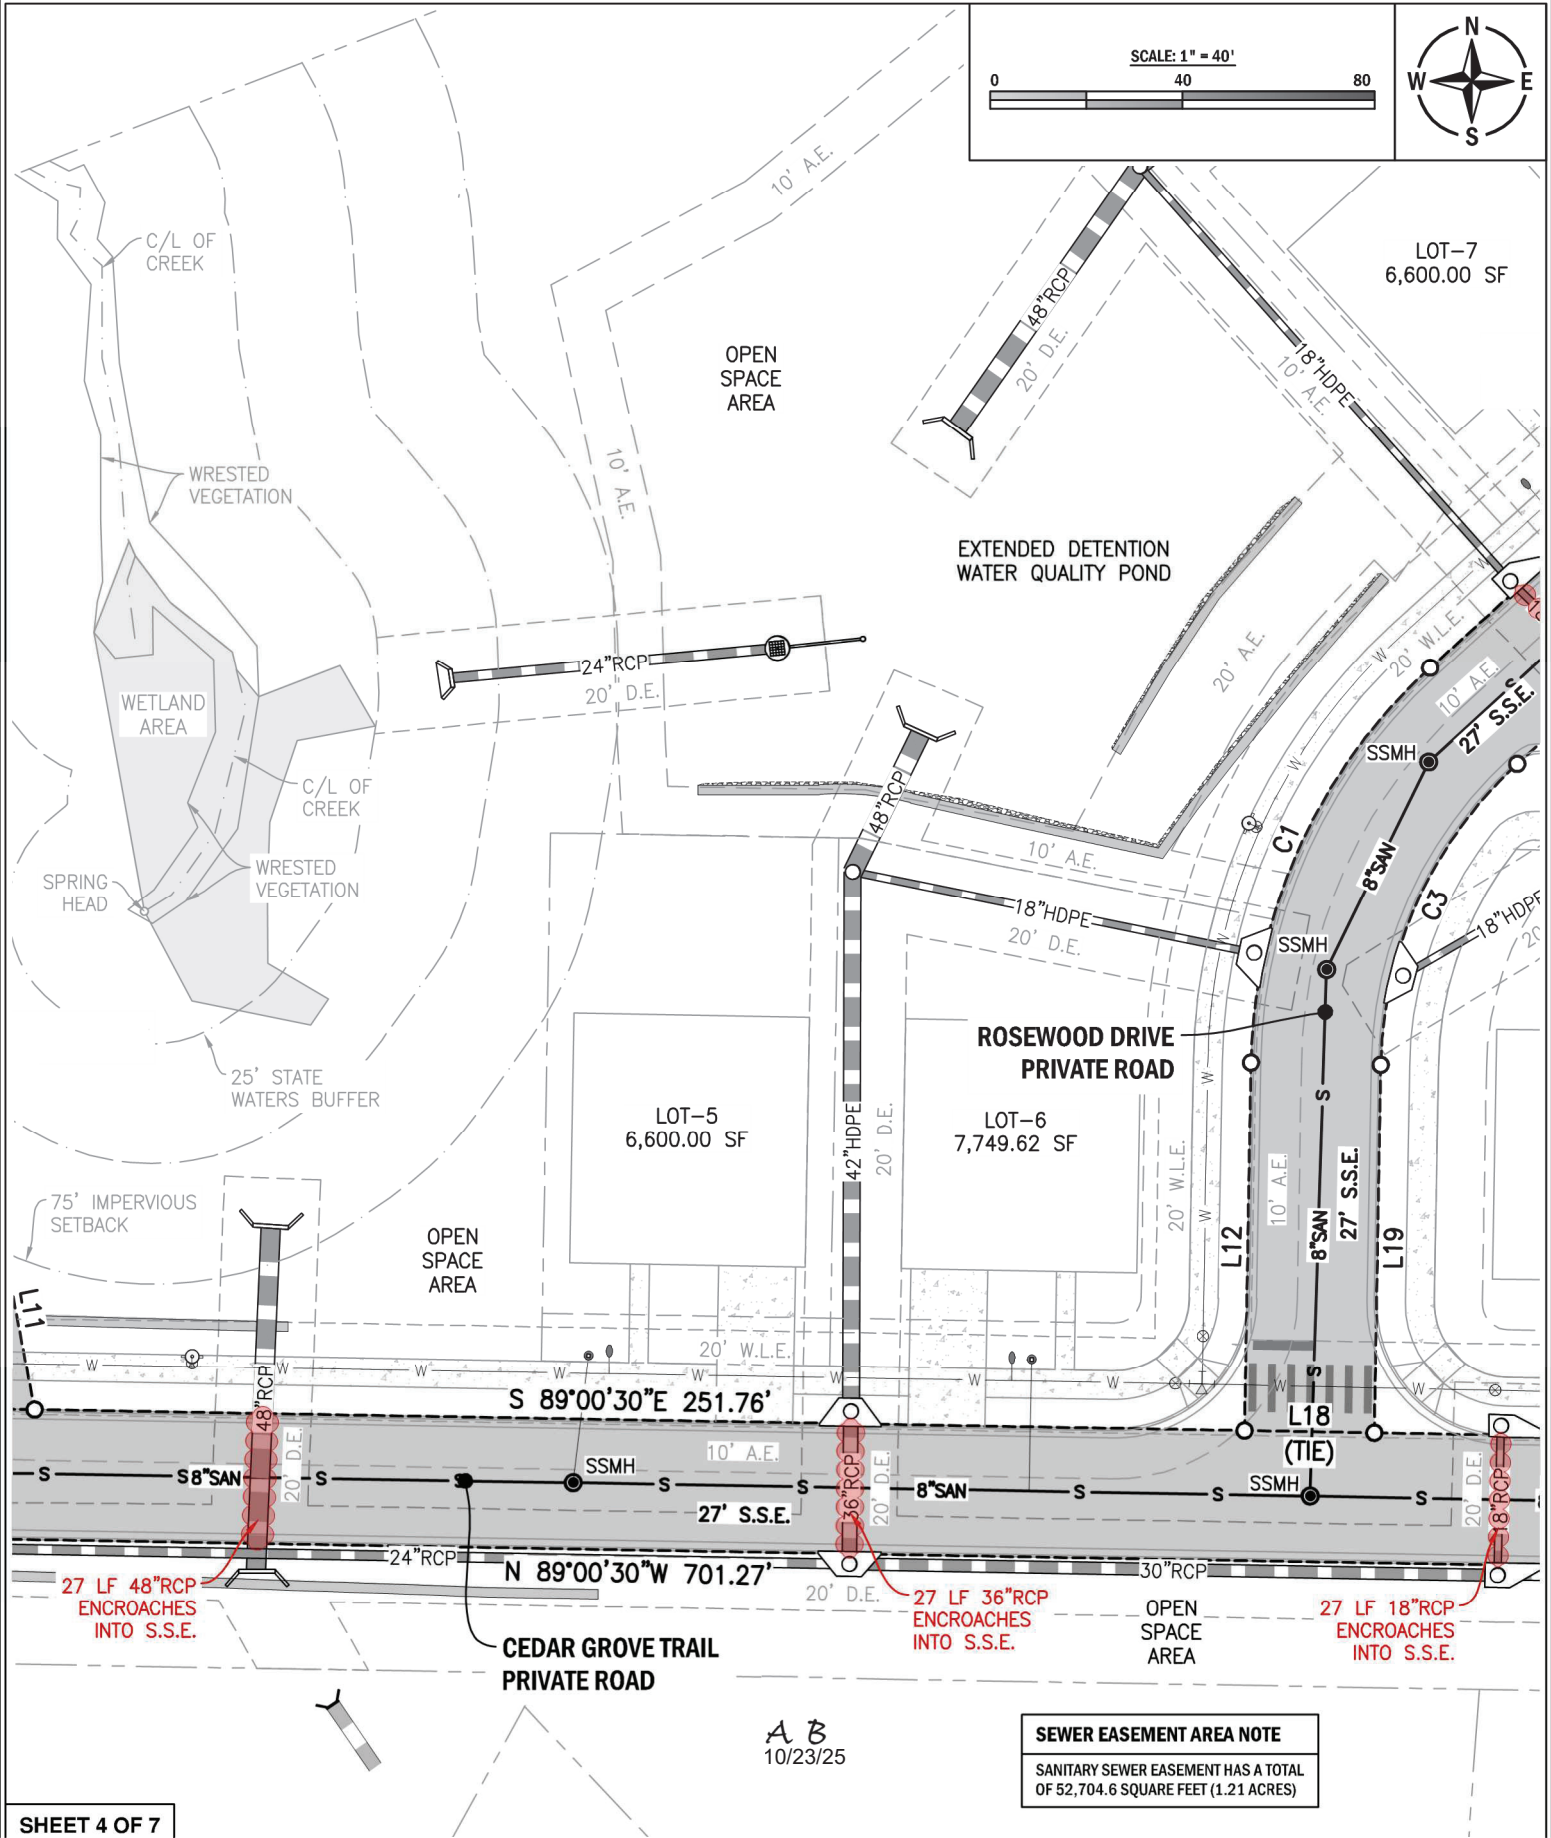 SCALE: 1" = 40'
0 40 80
N
W E
S
10' A.E.
C/L OF
CREEK
LOT-7
6,600.00 SF
48"RCP
20' D.E.
18"HDPE
10' A.E.
OPEN
SPACE
AREA
WRESTED
VEGETATION
10' A.E.
EXTENDED DETENTION
WATER QUALITY POND
W
20' W.L.E.
W
20' A.E.
10' A.E.
S
27' S.S.E.
24"RCP
20' D.E.
WETLAND
AREA
SSMH
W
C/L OF
CREEK
48"RCP
C1
10' A.E.
8"SAN
WRESTED
VEGETATION
SPRING
HEAD
C3
18"HDPE
18"HDPE
20' D.E.
W
SSMH
ROSEWOOD DRIVE
PRIVATE ROAD
25' STATE
WATERS BUFFER
W
S
LOT-5
6,600.00 SF
42"HDPE
20' D.E.
LOT-6
7,749.62 SF
20' W.L.E.
W
10' A.E.
27' S.S.E.
8"SAN
L12
L19
75' IMPERVIOUS
SETBACK
OPEN
SPACE
AREA
L11
20' W.L.E.
W W W W W W W W W W
S
48"RCP
S 89°00'30"E 251.76'
L18
(TIE)
10' A.E.
20' D.E.
36"RCP
20' D.E.
20' D.E.
18"RCP
S S 8"SAN S S SSMH S S 8"SAN S S SSMH S 8
27' S.S.E.
24"RCP
N 89°00'30"W 701.27'
30"RCP
20' D.E.
27 LF 48"RCP
ENCROACHES
INTO S.S.E.
27 LF 36"RCP
ENCROACHES
INTO S.S.E.
OPEN
SPACE
AREA
27 LF 18"RCP
ENCROACHES
INTO S.S.E.
CEDAR GROVE TRAIL
PRIVATE ROAD
A B
10/23/25
SEWER EASEMENT AREA NOTE
SANITARY SEWER EASEMENT HAS A TOTAL
OF 52,704.6 SQUARE FEET (1.21 ACRES)
SHEET 4 OF 7